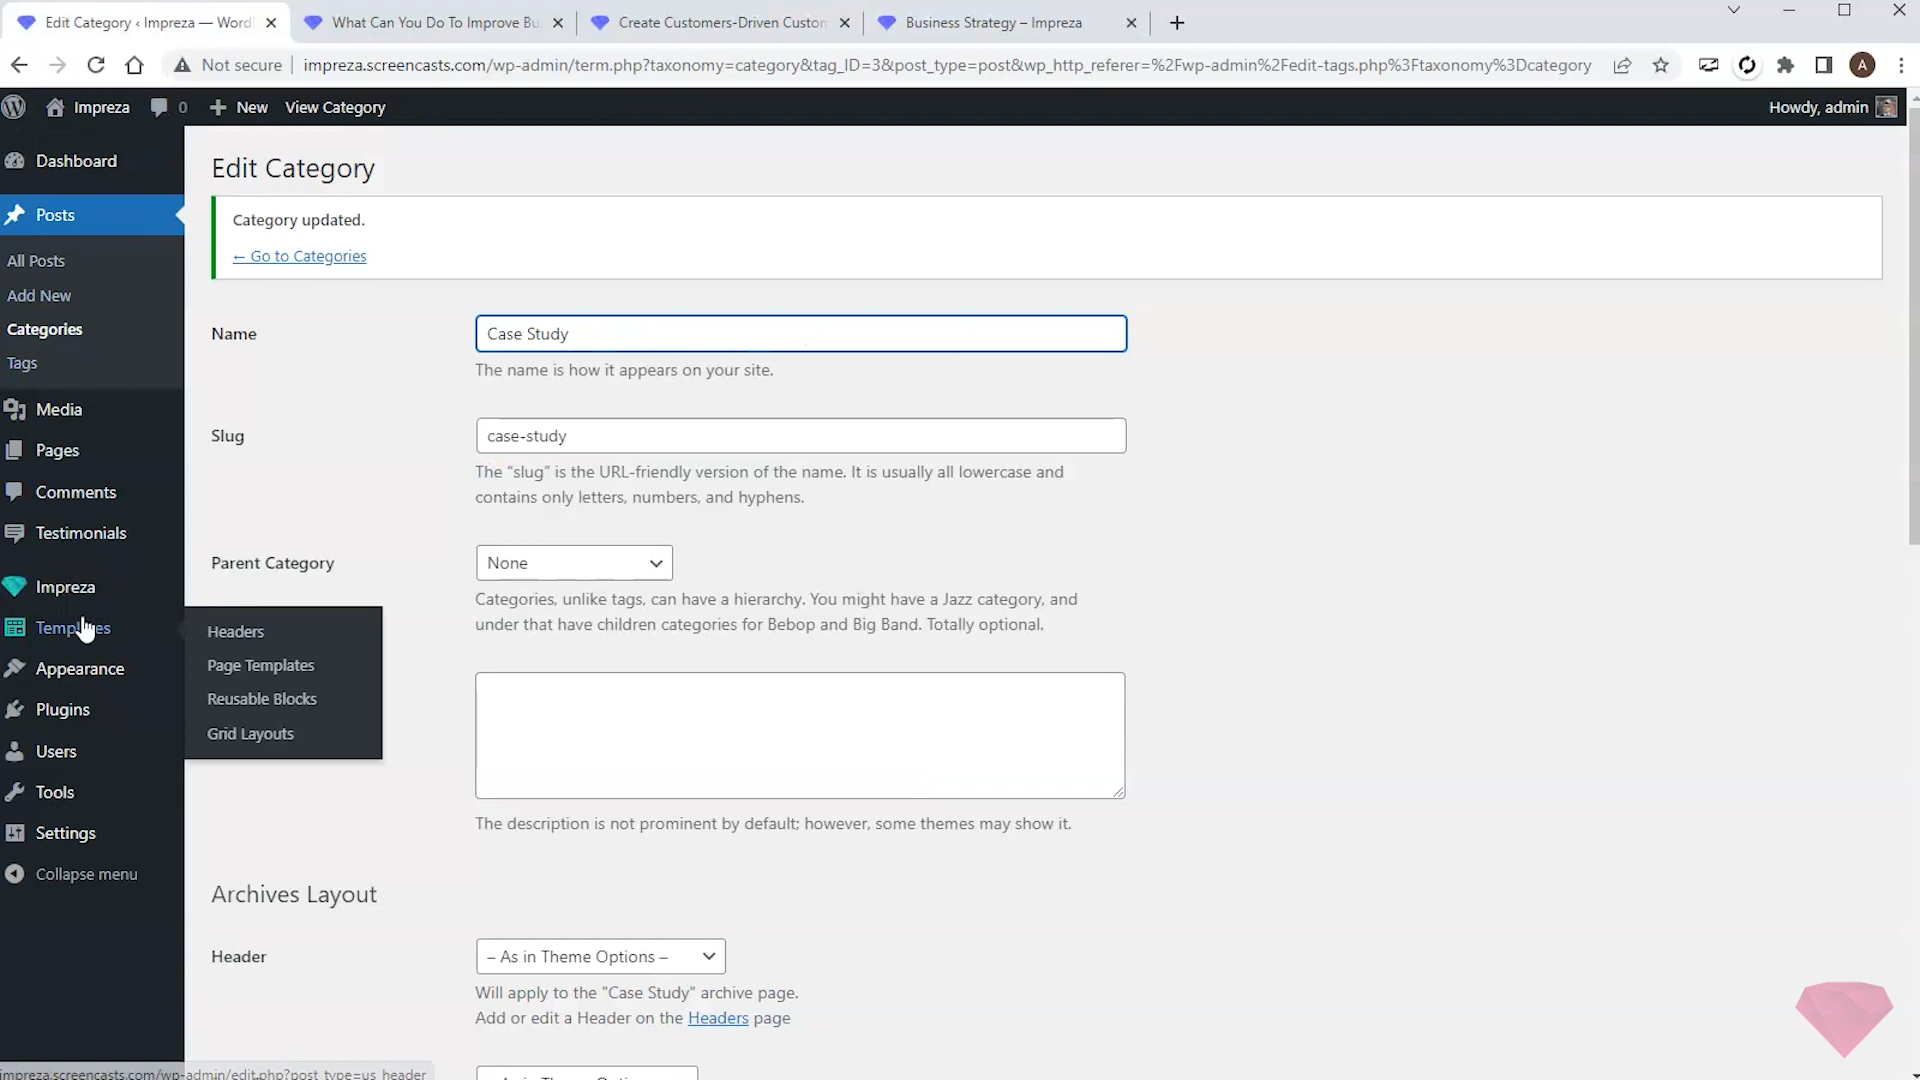 Edit Category ‹ Impreza — Word
What Can You Do To Improve Bu
Create Customers-Driven Custom
Business Strategy – Impreza
Not secure
impreza.screencasts.com/wp-admin/term.php?taxonomy=category&tag_ID=3&post_type=post&wp_http_referer=%2Fwp-admin%2Fedit-tags.php%3Ftaxonomy%3Dcategory
A
Impreza
0
New
View Category
Howdy, admin
Dashboard
Posts
All Posts
Add New
Categories
Tags
Media
Pages
Comments
Testimonials
Impreza
Templates
Appearance
Plugins
Users
Tools
Settings
Collapse menu
Headers
Page Templates
Reusable Blocks
Grid Layouts
Edit Category
Category updated.
← Go to Categories
Name
Case Study
The name is how it appears on your site.
Slug
case-study
The “slug” is the URL-friendly version of the name. It is usually all lowercase and
contains only letters, numbers, and hyphens.
Parent Category
None
Categories, unlike tags, can have a hierarchy. You might have a Jazz category, and
under that have children categories for Bebop and Big Band. Totally optional.
The description is not prominent by default; however, some themes may show it.
Archives Layout
Header
– As in Theme Options –
Will apply to the "Case Study" archive page.
Add or edit a Header on the Headers page
impreza.screencasts.com/wp-admin/edit.php?post_type=us_header